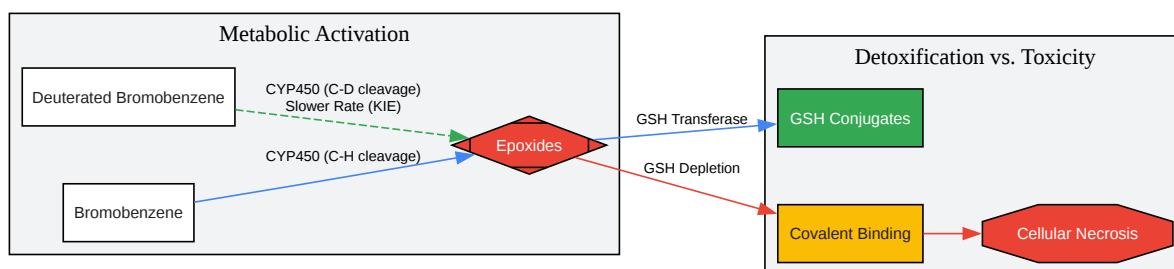 Metabolic Activation
Deuterated Bromobenzene
CYP450 (C-D cleavage)
Slower Rate (KIE)
Bromobenzene
CYP450 (C-H cleavage)
Epoxides
GSH Transferase
GSH Depletion
Detoxification vs. Toxicity
GSH Conjugates
Covalent Binding
Cellular Necrosis